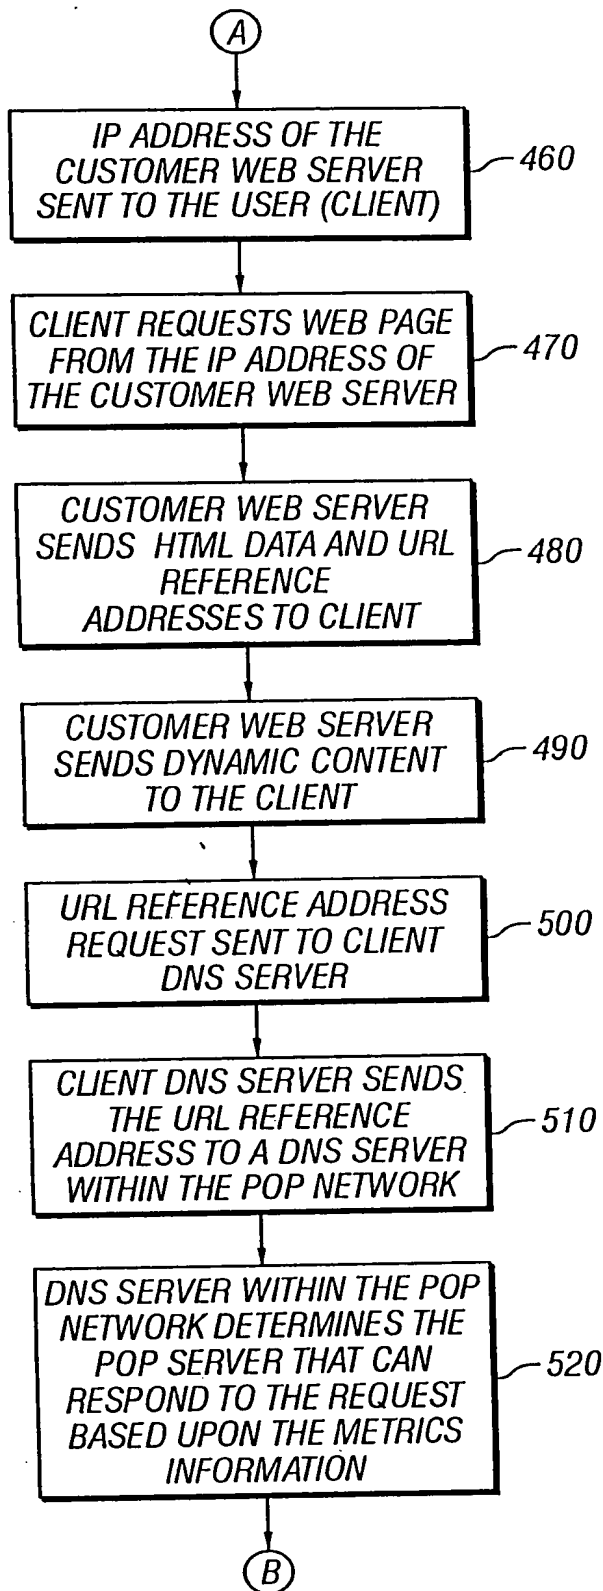 A
IP ADDRESS OF THE
CUSTOMER WEB SERVER
SENT TO THE USER (CLIENT)
460
CLIENT REQUESTS WEB PAGE
FROM THE IP ADDRESS OF
THE CUSTOMER WEB SERVER
470
CUSTOMER WEB SERVER
SENDS HTML DATA AND URL
REFERENCE
ADDRESSES TO CLIENT
480
CUSTOMER WEB SERVER
SENDS DYNAMIC CONTENT
TO THE CLIENT
490
URL REFERENCE ADDRESS
REQUEST SENT TO CLIENT
DNS SERVER
500
CLIENT DNS SERVER SENDS
THE URL REFERENCE
ADDRESS TO A DNS SERVER
WITHIN THE POP NETWORK
510
DNS SERVER WITHIN THE POP
NETWORK DETERMINES THE
POP SERVER THAT CAN
RESPOND TO THE REQUEST
BASED UPON THE METRICS
INFORMATION
520
B